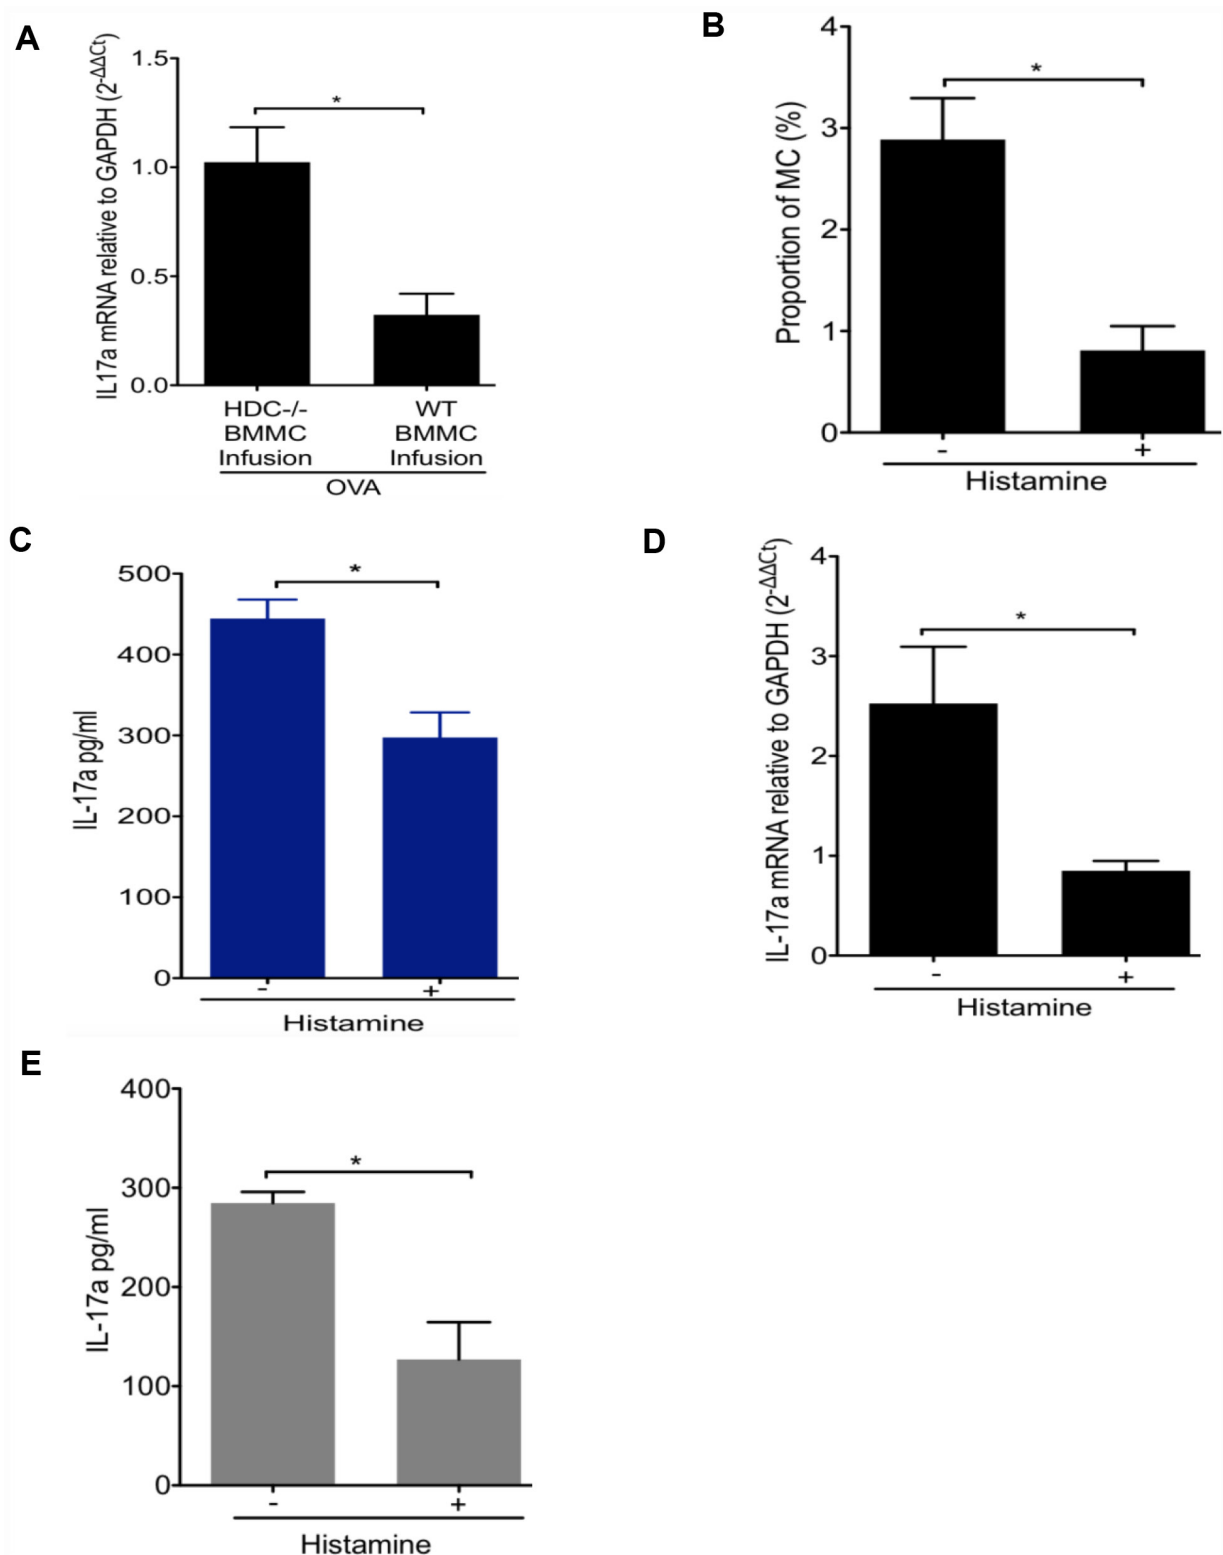 A
IL17a mRNA relative to GAPDH (2-ΔΔCt)
1.5
1.0
0.5
0.0
*
HDC-/-
BMMC
Infusion
WT
BMMC
Infusion
OVA
B
Proportion of MC (%)
4
3
2
1
0
*
- +
Histamine
C
IL-17a pg/ml
500
400
300
200
100
0
*
- +
Histamine
D
IL-17a mRNA relative to GAPDH (2-ΔΔCt)
4
3
2
1
0
*
- +
Histamine
E
IL-17a pg/ml
400
300
200
100
0
*
- +
Histamine